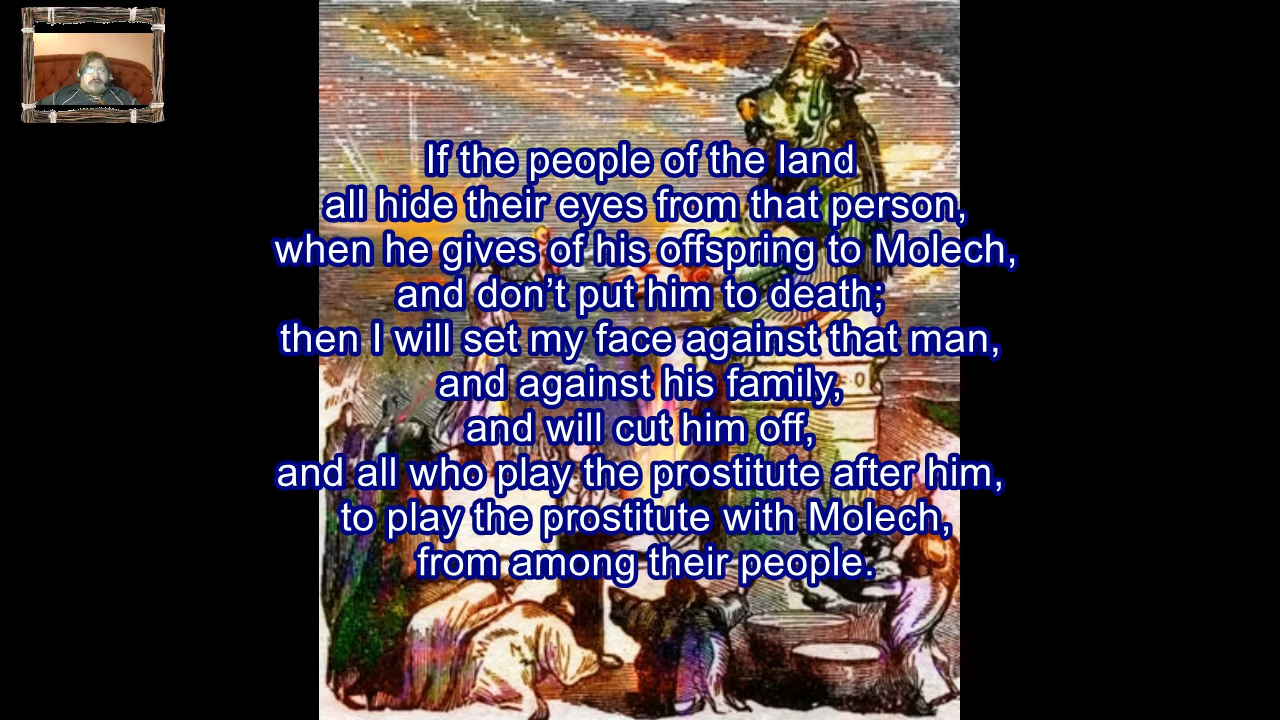 If the people of the land
all hide their eyes from that person,
when he gives of his offspring to Molech,
and don’t put him to death;
then I will set my face against that man,
and against his family,
and will cut him off,
and all who play the prostitute after him,
to play the prostitute with Molech,
from among their people.